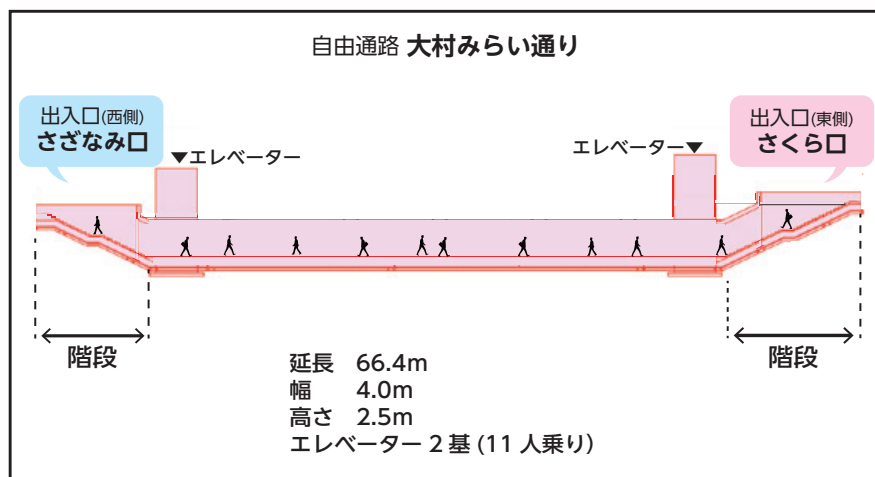 自由通路 大村みらい通り
出入口(西側)
さざなみ口
▼エレベーター
エレベーター▼
出入口(東側)
さくら口
階段
階段
延長 66.4m
幅 4.0m
高さ 2.5m
エレベーター 2 基 (11 人乗り)